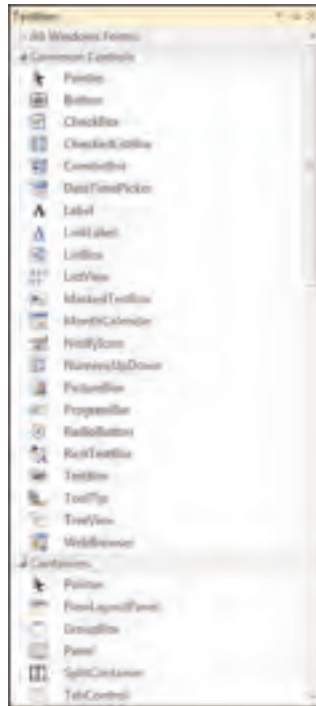 Toolbox
All Windows Forms
Common Controls
Pointer
Button
CheckBox
CheckedListBox
ComboBox
DateTimePicker
Label
LinkLabel
ListBox
ListView
MaskedTextBox
MonthCalendar
NotifyIcon
NumericUpDown
PictureBox
ProgressBar
RadioButton
RichTextBox
TextBox
ToolTip
TreeView
WebBrowser
Containers
Pointer
FlowLayoutPanel
GroupBox
Panel
SplitContainer
TabControl